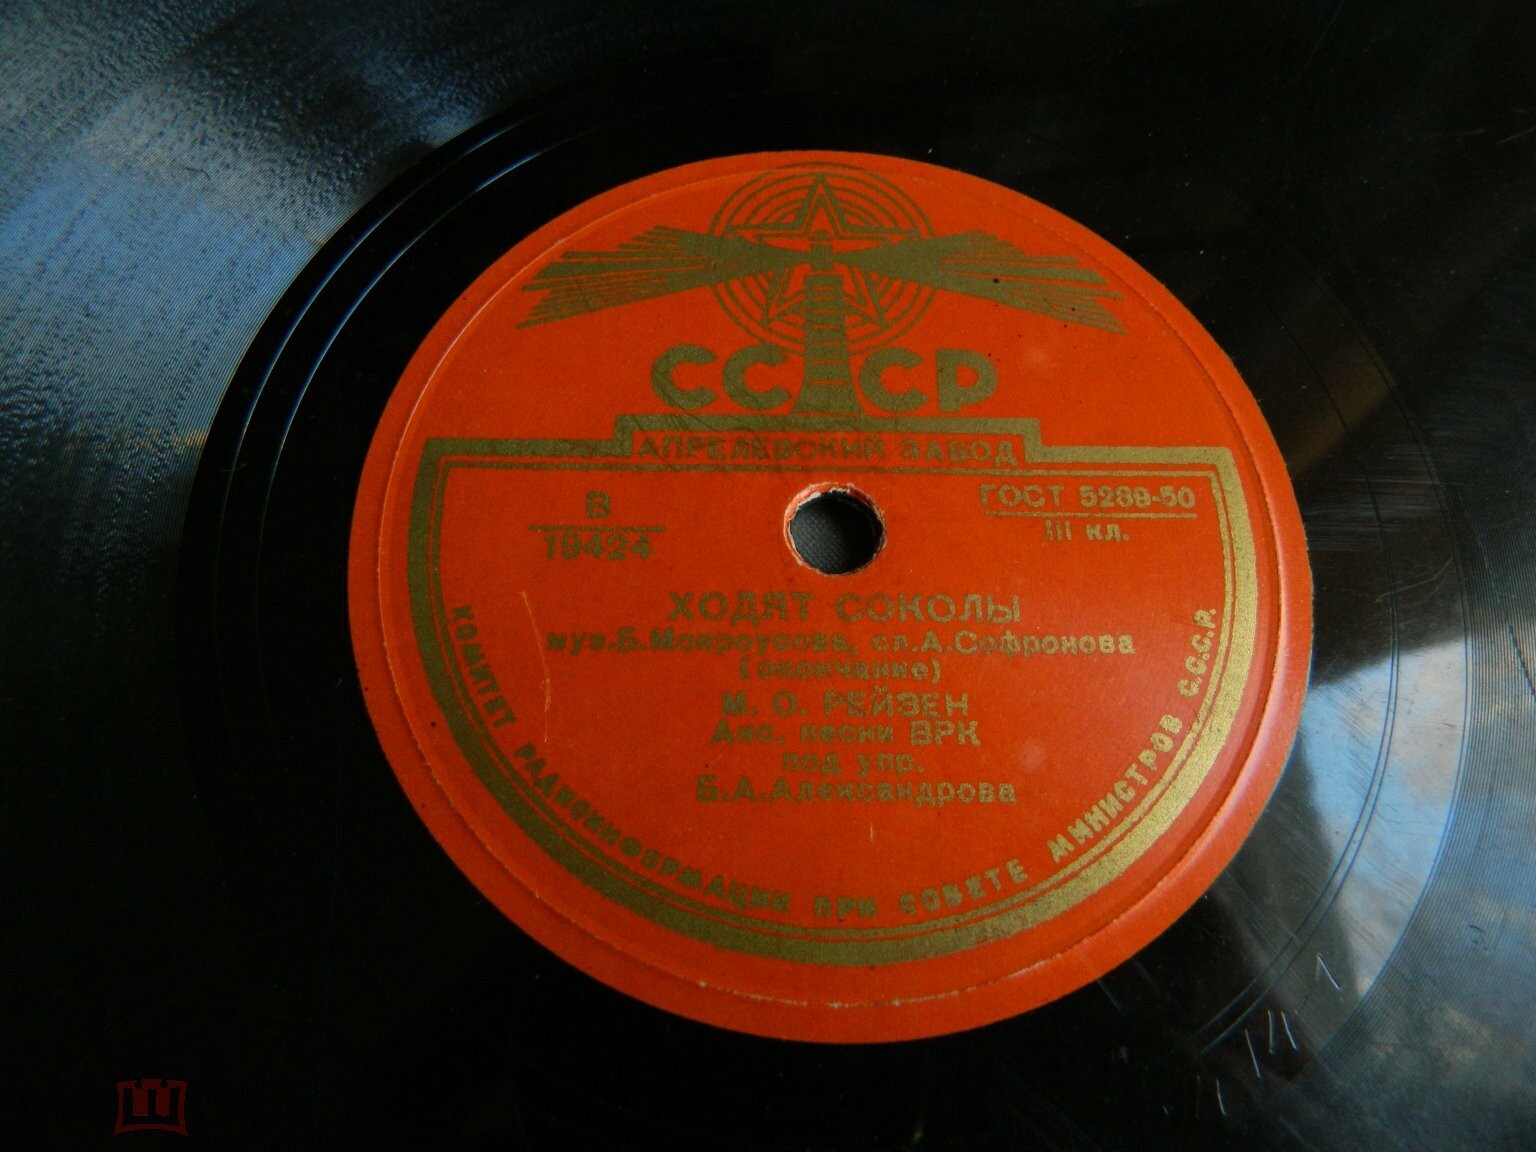 СССР
АПРЕЛЕВСКИЙ ЗАВОД
В
19424
ГОСТ 5289-50
III кл.
ХОДЯТ СОКОЛЫ
муз.Б.Мокроусова, сл.А.Софронова
(окончание)
М. О. РЕЙЗЕН
Анс. песни ВРК
под упр.
Б.А.Александрова
КОМИТЕТ РАДИОИНФОРМАЦИИ ПРИ СОВЕТЕ МИНИСТРОВ С.С.С.Р.